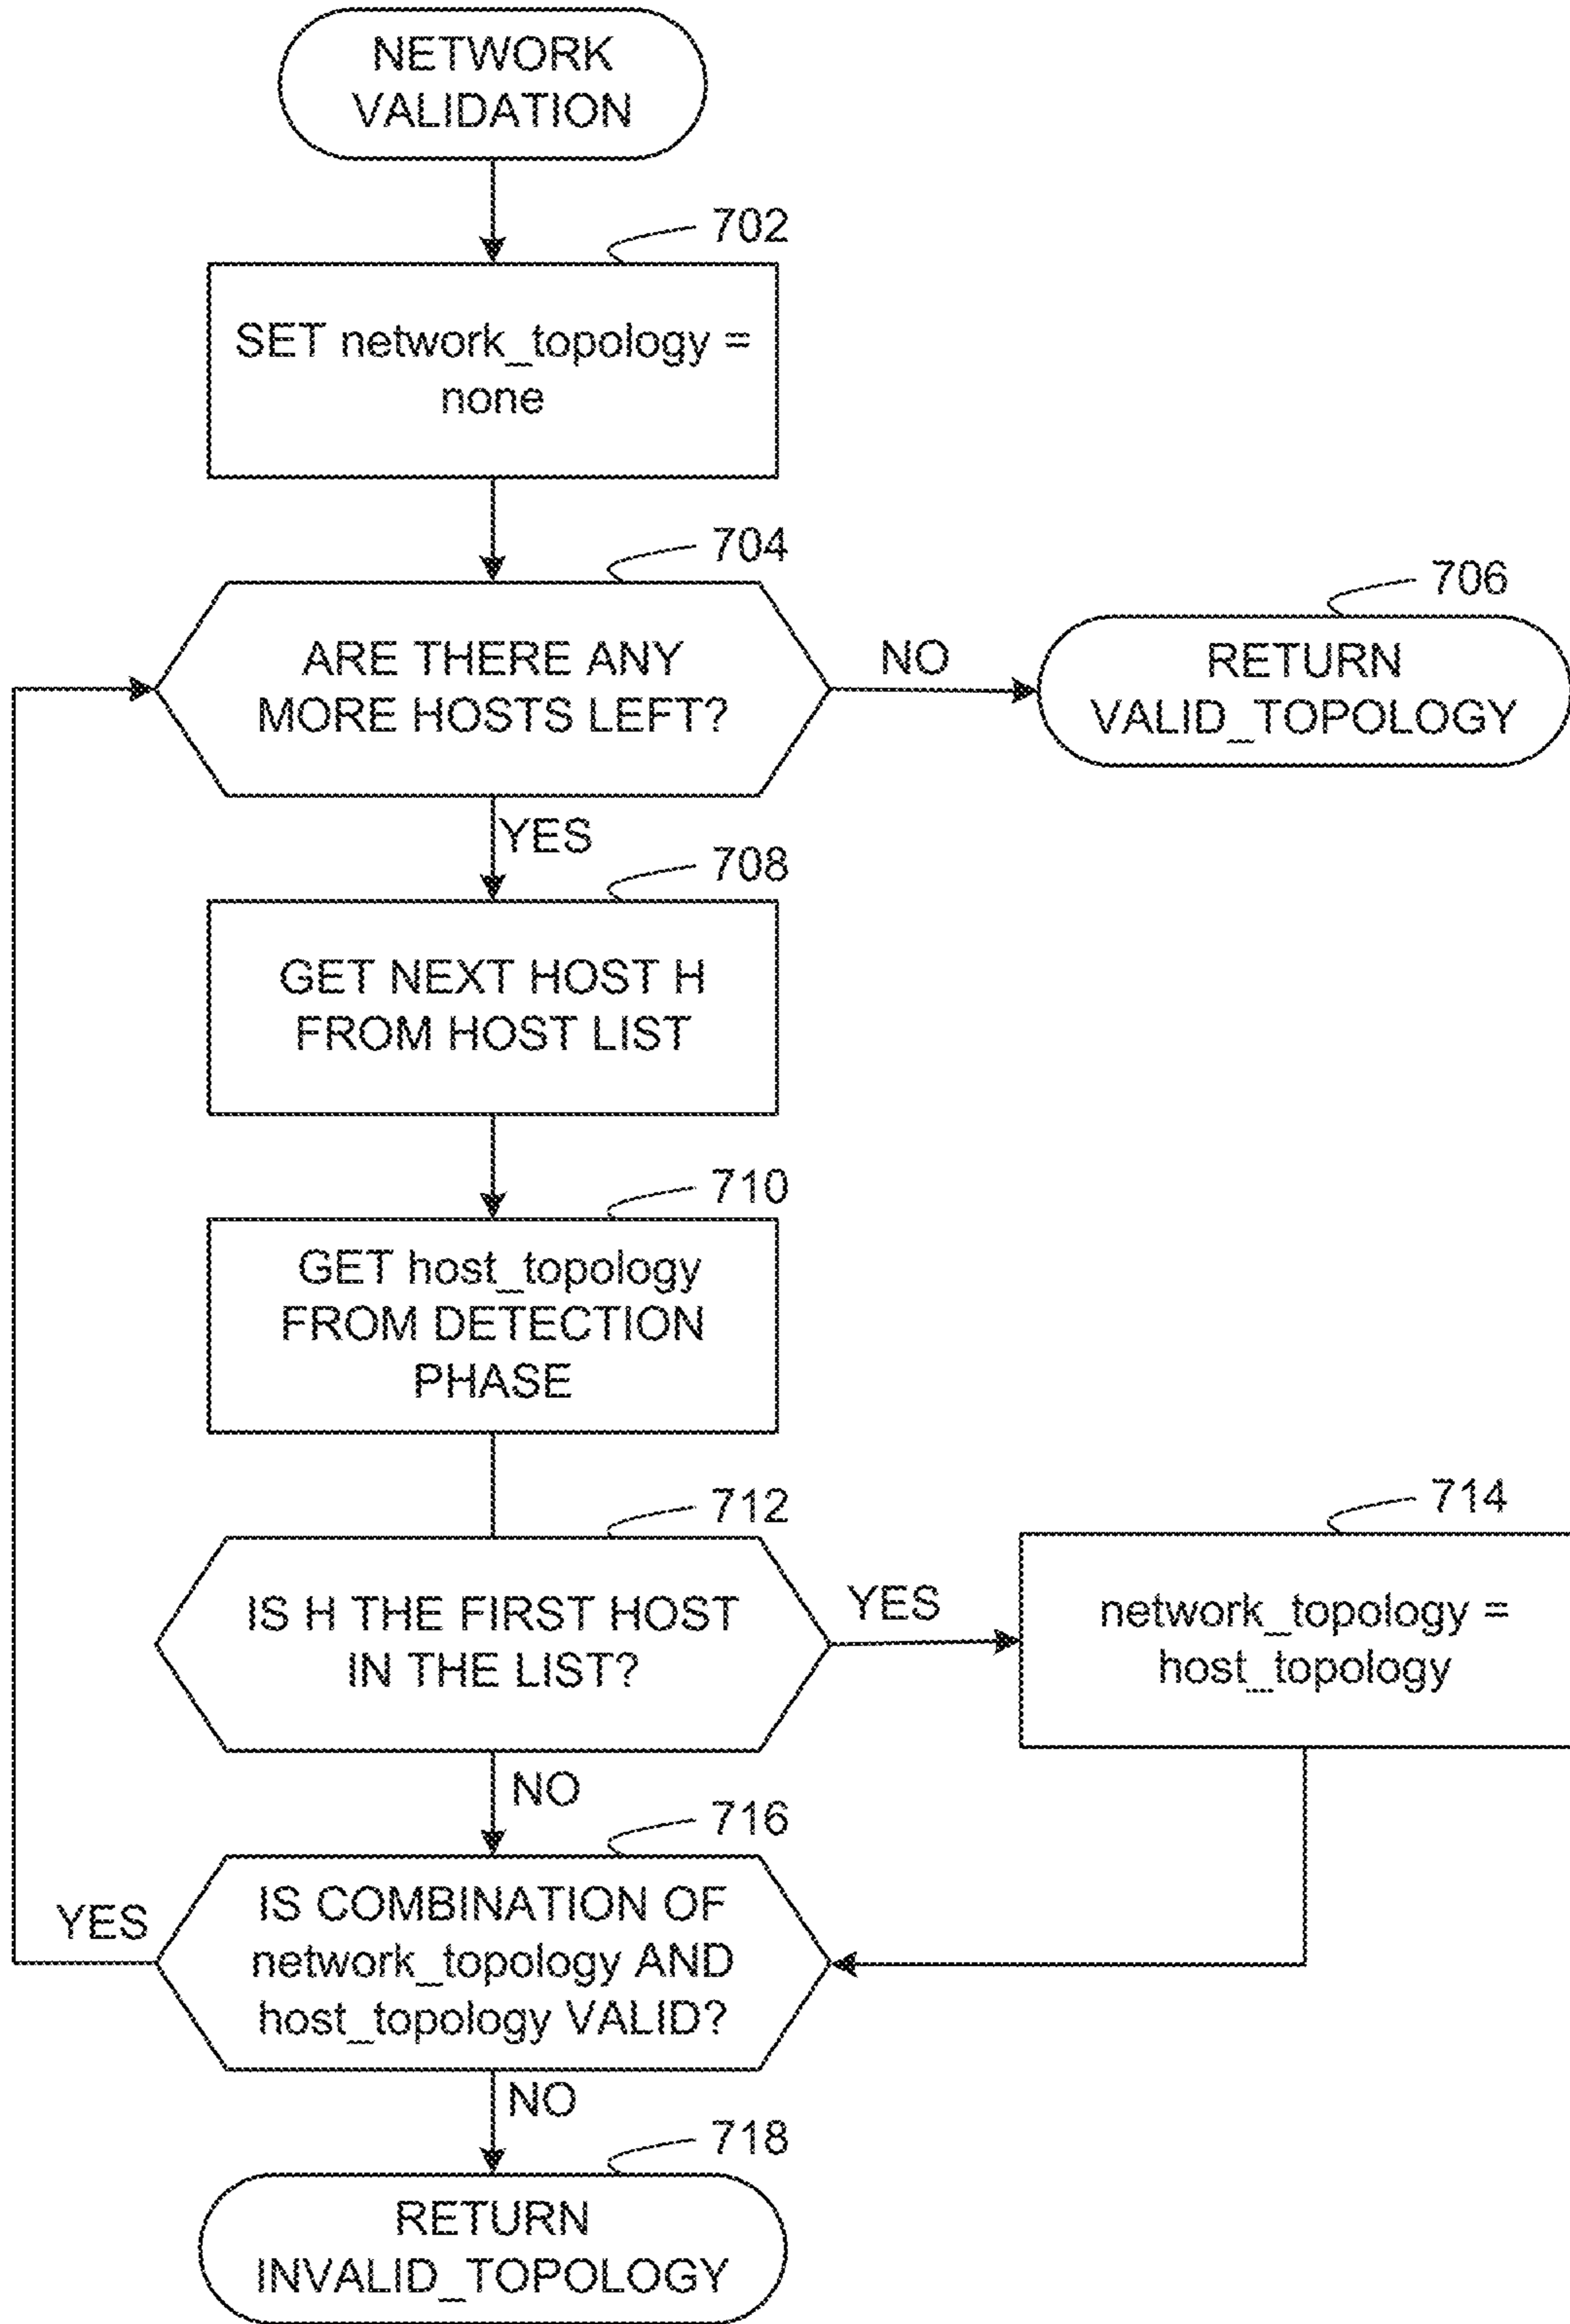 NETWORK
VALIDATION
702
SET network_topology =
none
704
ARE THERE ANY
MORE HOSTS LEFT?
NO
706
RETURN
VALID_TOPOLOGY
YES
708
GET NEXT HOST H
FROM HOST LIST
710
GET host_topology
FROM DETECTION
PHASE
712
IS H THE FIRST HOST
IN THE LIST?
YES
714
network_topology =
host_topology
NO
716
IS COMBINATION OF
network_topology AND
host_topology VALID?
YES
NO
718
RETURN
INVALID_TOPOLOGY